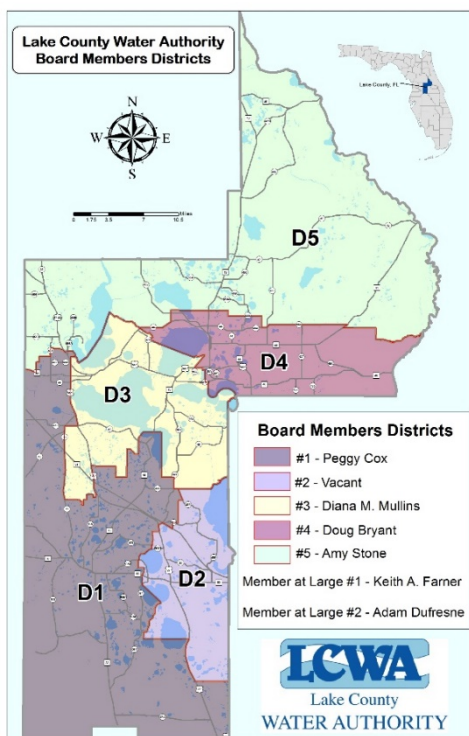 Lake County Water Authority
Board Members Districts
Lake County, FL
N
W
E
S
Miles
D5
D4
D3
D1
D2
Board Members Districts
#1 - Peggy Cox
#2 - Vacant
#3 - Diana M. Mullins
#4 - Doug Bryant
#5 - Amy Stone
Member at Large #1 - Keith A. Farner
Member at Large #2 - Adam Dufresne
LCWA
Lake County
WATER AUTHORITY